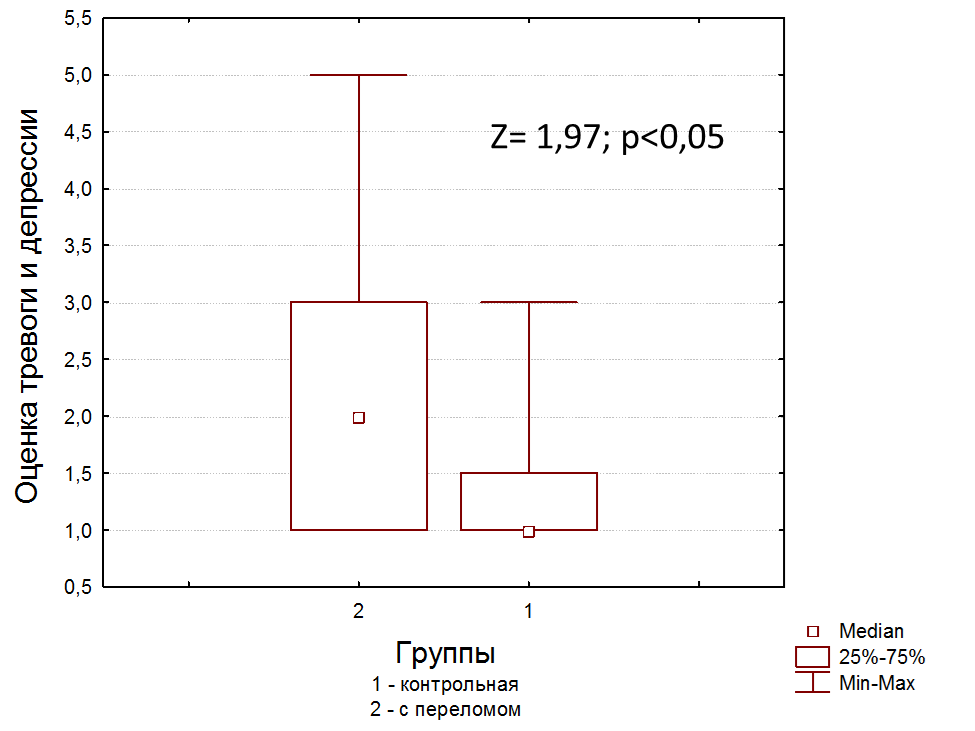 Оценка тревоги и депрессии
5,5
5,0
4,5
4,0
3,5
3,0
2,5
2,0
1,5
1,0
0,5
Z= 1,97; p<0,05
2 1
Группы
1 - контрольная
2 - с переломом
Median
25%-75%
Min-Max